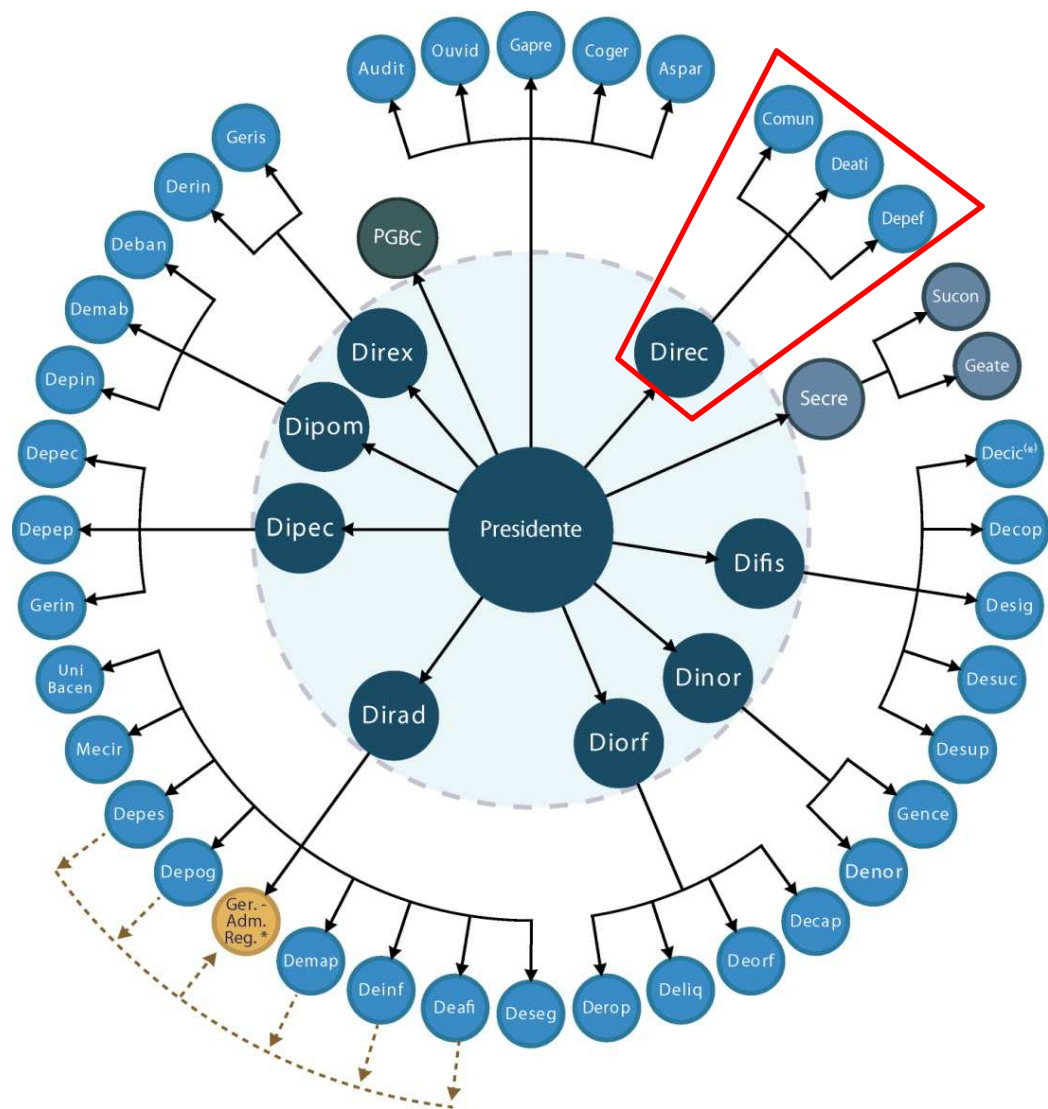 Audit
Ouvid
Gapre
Coger
Aspar
Comun
Deati
Depef
Geris
Derin
Deban
Demab
Depin
PGBC
Direx
Direc
Sucon
Geate
Secre
Dipom
Depec
Depep
Gerin
Dipec
Presidente
Difis
Decic(*)
Decop
Desig
Desuc
Desup
Dinor
Diorf
Dirad
Uni
Bacen
Mecir
Depes
Depog
Ger. -
Adm.
Reg. *
Demap
Deinf
Deafi
Deseg
Derop
Deliq
Deorf
Decap
Denor
Gence